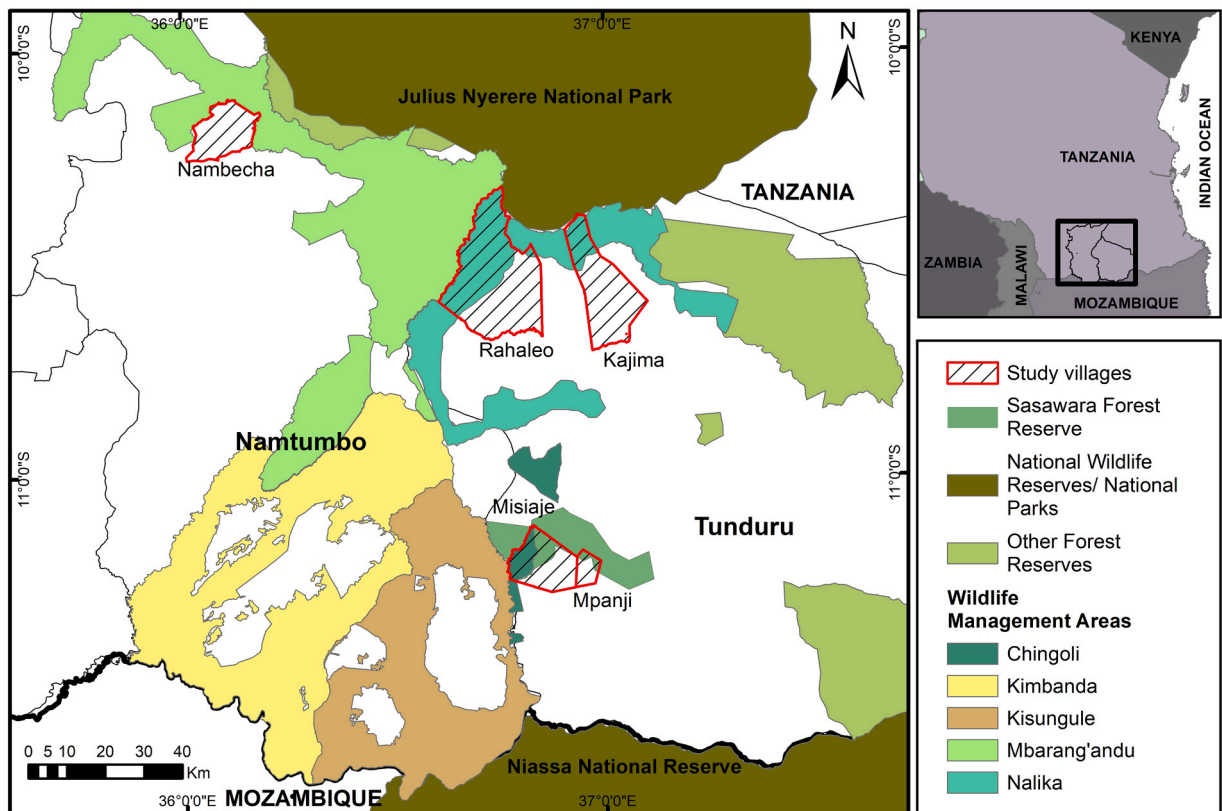 36°0'0"E
37°0'0"E
10°0'0"S
10°0'0"S
N
Julius Nyerere National Park
Nambecha
TANZANIA
Rahaleo
Kajima
Namtumbo
11°0'0"S
11°0'0"S
Misiaje
Tunduru
Mpanji
0 5 10 20 30 40
Km
Niassa National Reserve
MOZAMBIQUE
36°0'0"E
37°0'0"E
KENYA
TANZANIA
INDIAN OCEAN
ZAMBIA
MALAWI
MOZAMBIQUE
Study villages
Sasawara Forest
Reserve
National Wildlife
Reserves/ National
Parks
Other Forest
Reserves
Wildlife
Management Areas
Chingoli
Kimbanda
Kisungule
Mbarang'andu
Nalika